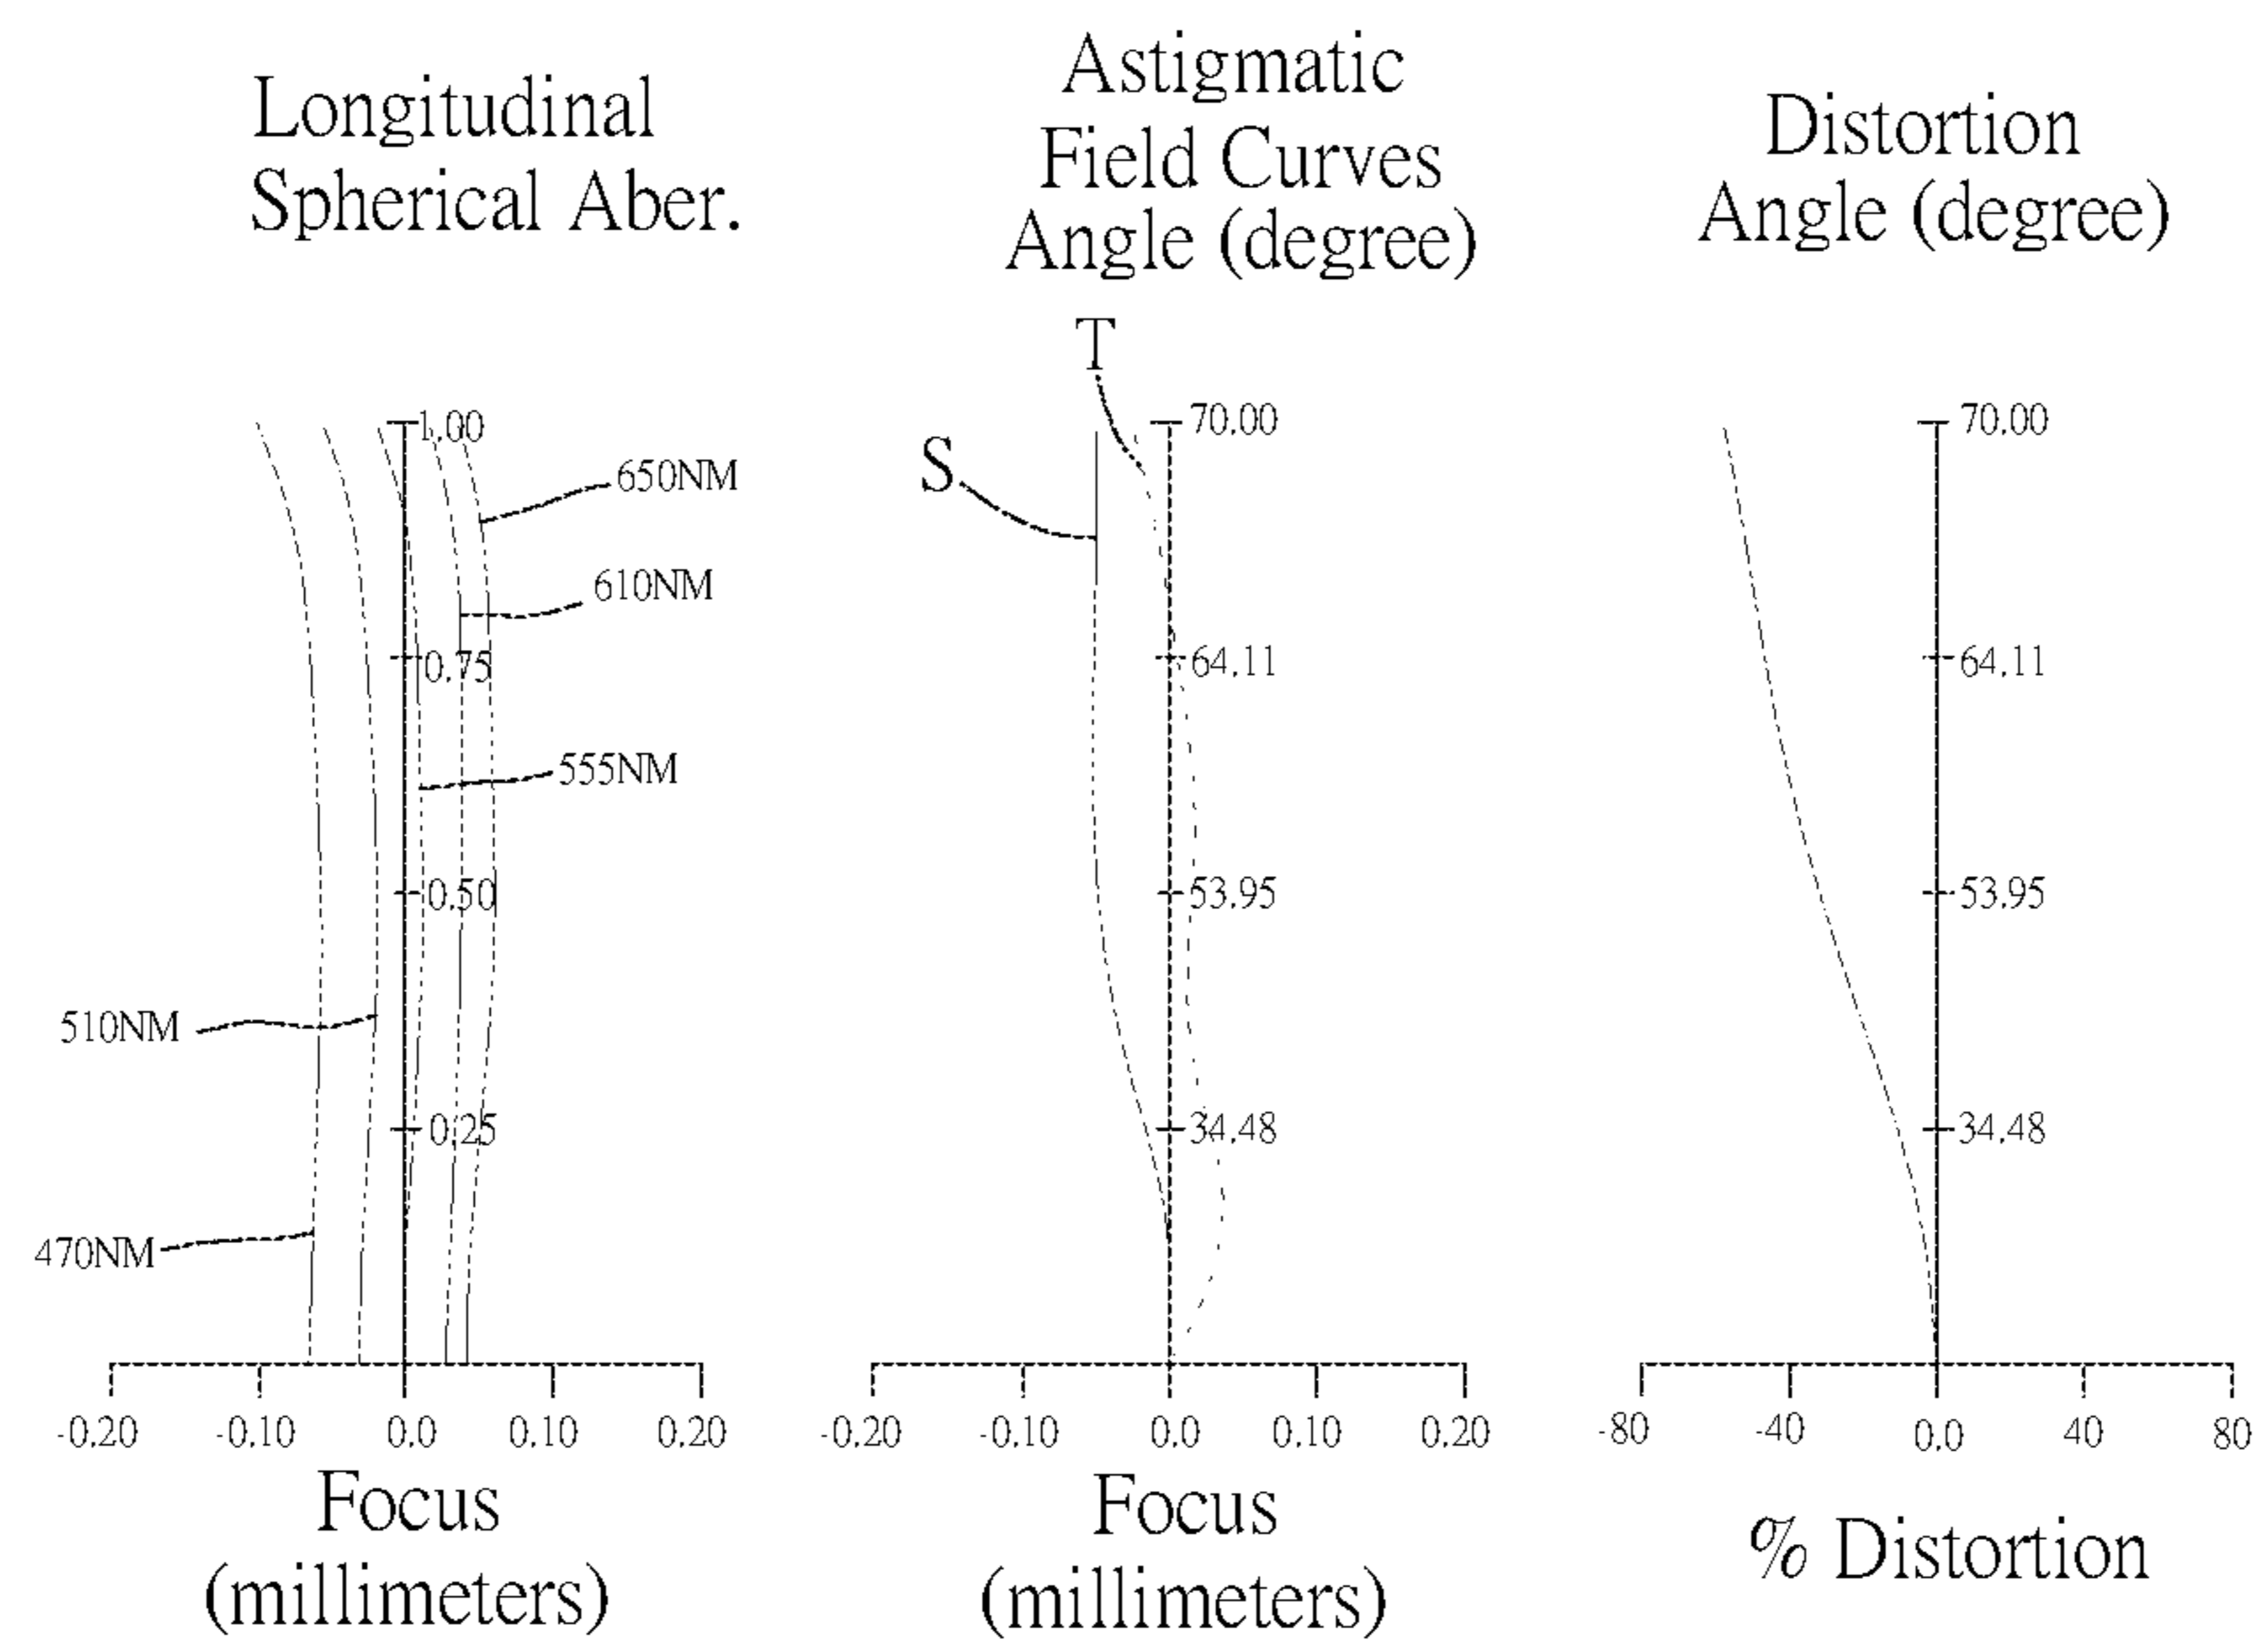 Longitudinal
Spherical Aber.
1.00
650NM
610NM
0.75
555NM
0.50
510NM
0.25
470NM
-0.20 -0.10 0.0 0.10 0.20
Focus
(millimeters)
Astigmatic
Field Curves
Angle (degree)
T
70.00
S
64.11
53.95
34.48
-0.20 -0.10 0.0 0.10 0.20
Focus
(millimeters)
Distortion
Angle (degree)
70.00
64.11
53.95
34.48
-80 -40 0.0 40 80
% Distortion